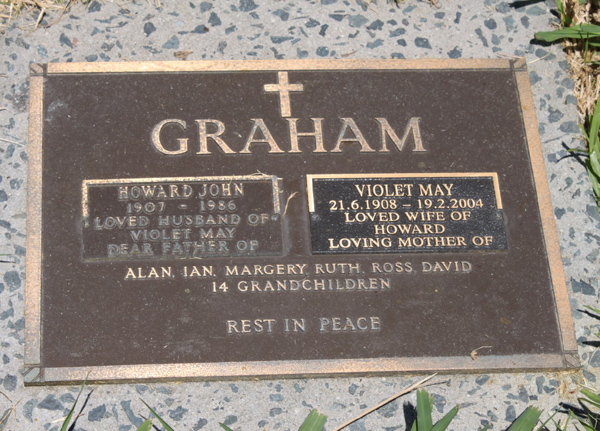 GRAHAM
HOWARD JOHN
1907 - 1986
LOVED HUSBAND OF
VIOLET MAY
DEAR FATHER OF
VIOLET MAY
21.6.1908 - 19.2.2004
LOVED WIFE OF
HOWARD
LOVING MOTHER OF
ALAN, IAN, MARGERY, RUTH, ROSS, DAVID
14 GRANDCHILDREN
REST IN PEACE